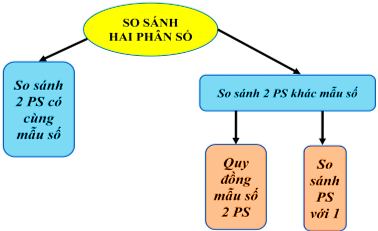 SO SÁNH
HAI PHÂN SỐ
So sánh
2 PS có
cùng
mẫu số
So sánh 2 PS khác mẫu số
Quy
đồng
mẫu số
2 PS
So
sánh
PS
với 1